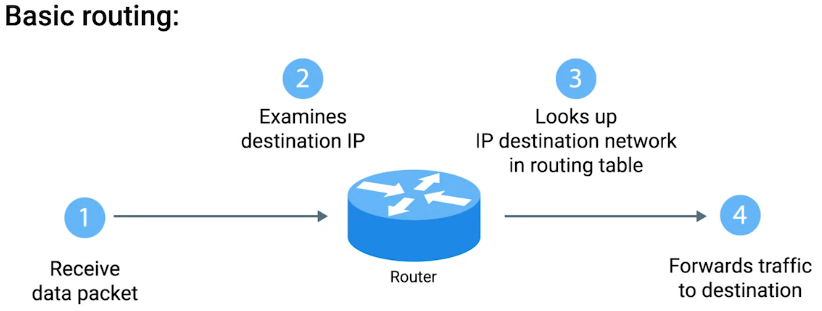 Basic routing:
2
Examines
destination IP
3
Looks up
IP destination network
in routing table
1
Receive
data packet
Router
4
Forwards traffic
to destination